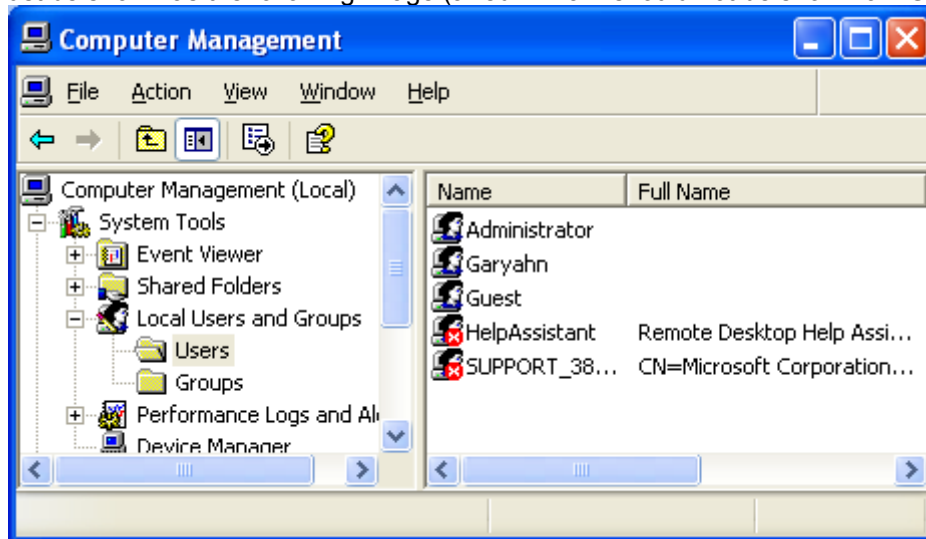 Computer Management
File Action View Window Help
Computer Management (Local)
System Tools
Event Viewer
Shared Folders
Local Users and Groups
Users
Groups
Performance Logs and Al
Device Manager
Name Full Name
Administrator
Garyahn
Guest
HelpAssistant Remote Desktop Help Assi...
SUPPORT_38... CN=Microsoft Corporation...